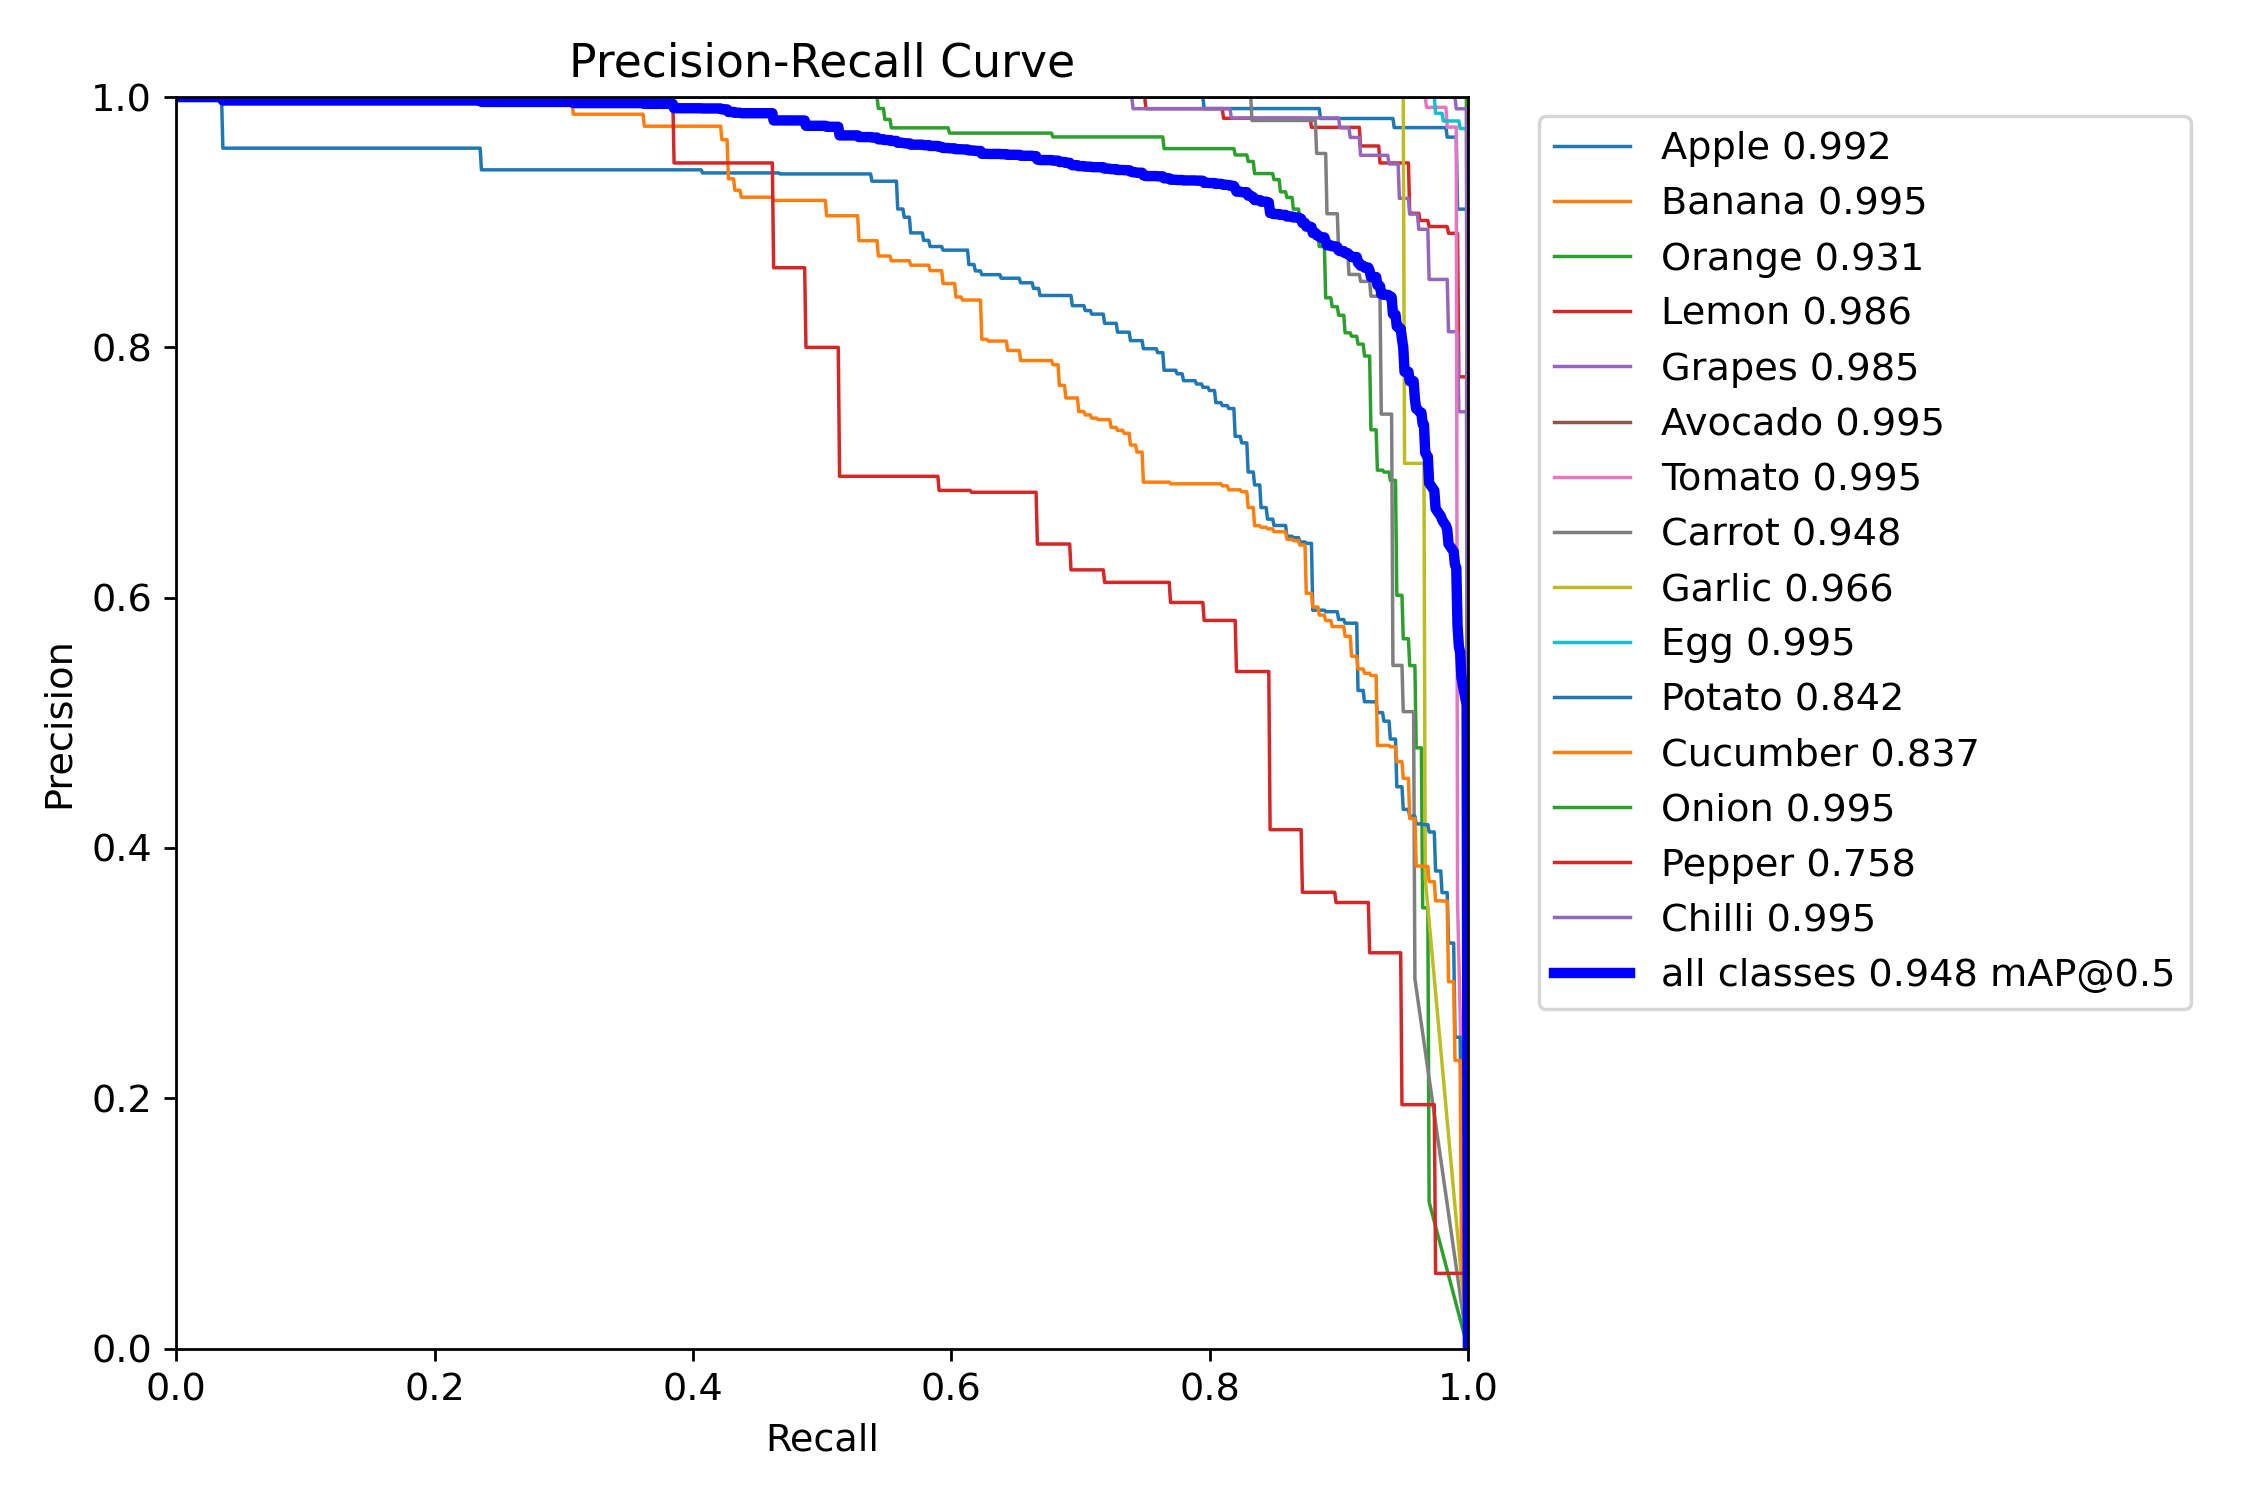 Precision-Recall Curve
1.0
0.8
0.6
0.4
0.2
0.0
Precision
0.0 0.2 0.4 0.6 0.8 1.0
Recall
Apple 0.992
Banana 0.995
Orange 0.931
Lemon 0.986
Grapes 0.985
Avocado 0.995
Tomato 0.995
Carrot 0.948
Garlic 0.966
Egg 0.995
Potato 0.842
Cucumber 0.837
Onion 0.995
Pepper 0.758
Chilli 0.995
all classes 0.948 mAP@0.5